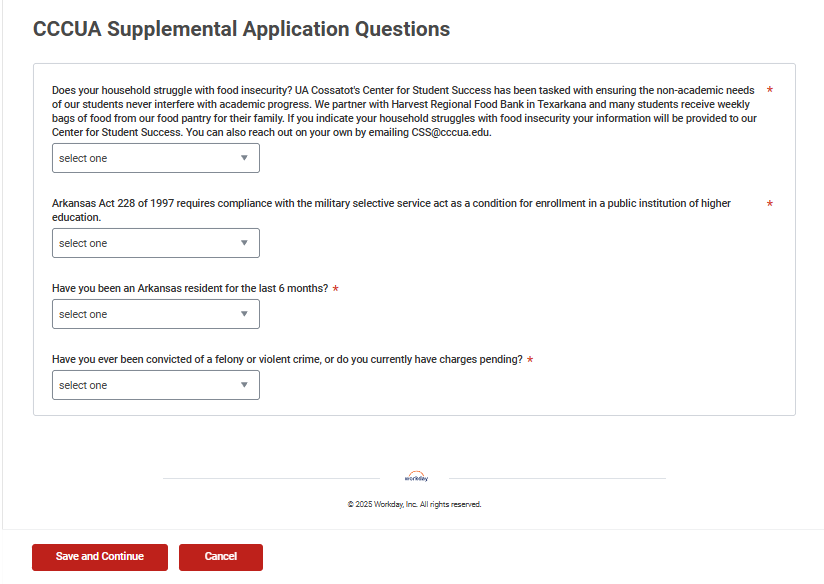 CCCUA Supplemental Application Questions
Does your household struggle with food insecurity? UA Cossatot's Center for Student Success has been tasked with ensuring the non-academic needs *
of our students never interfere with academic progress. We partner with Harvest Regional Food Bank in Texarkana and many students receive weekly
bags of food from our food pantry for their family. If you indicate your household struggles with food insecurity your information will be provided to our
Center for Student Success. You can also reach out on your own by emailing CSS@cccua.edu.
select one
Arkansas Act 228 of 1997 requires compliance with the military selective service act as a condition for enrollment in a public institution of higher *
education.
select one
Have you been an Arkansas resident for the last 6 months? *
select one
Have you ever been convicted of a felony or violent crime, or do you currently have charges pending? *
select one
workday
© 2025 Workday, Inc. All rights reserved.
Save and Continue
Cancel